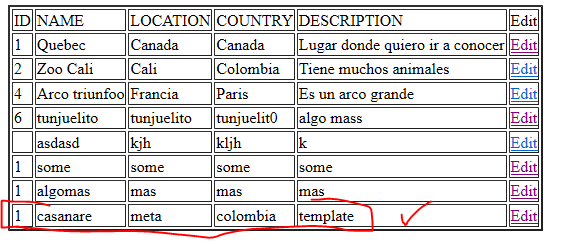 ID NAME LOCATION COUNTRY DESCRIPTION Edit
1 Quebec Canada Canada Lugar donde quiero ir a conocer Edit
2 Zoo Cali Cali Colombia Tiene muchos animales Edit
4 Arco triunfoo Francia Paris Es un arco grande Edit
6 tunjuelito tunjuelito tunjuelit0 algo mass Edit
asdasd kjh kljh k Edit
1 some some some some Edit
1 algomas mas mas mas Edit
1 casanare meta colombia template Edit